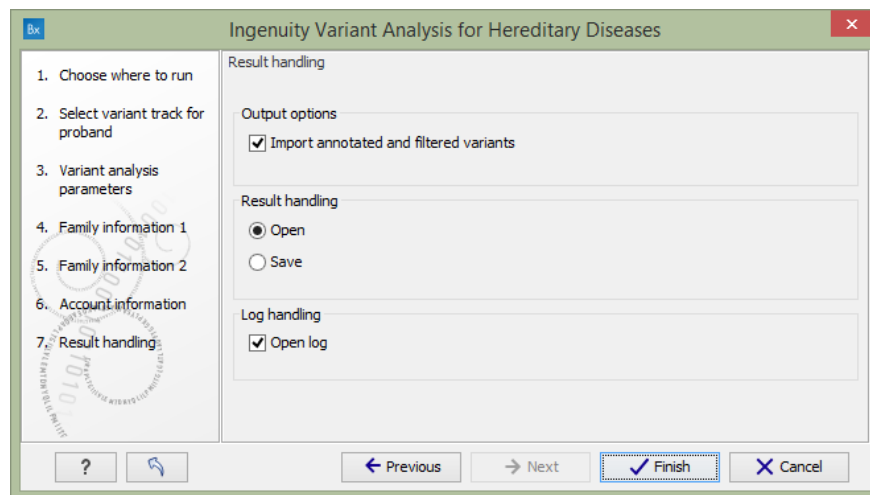 Bx
Ingenuity Variant Analysis for Hereditary Diseases
1. Choose where to run
2. Select variant track for
proband
3. Variant analysis
parameters
4. Family information 1
5. Family information 2
6. Account information
7. Result handling
Result handling
Output options
Import annotated and filtered variants
Result handling
Open
Save
Log handling
Open log
?
Previous
Next
Finish
Cancel